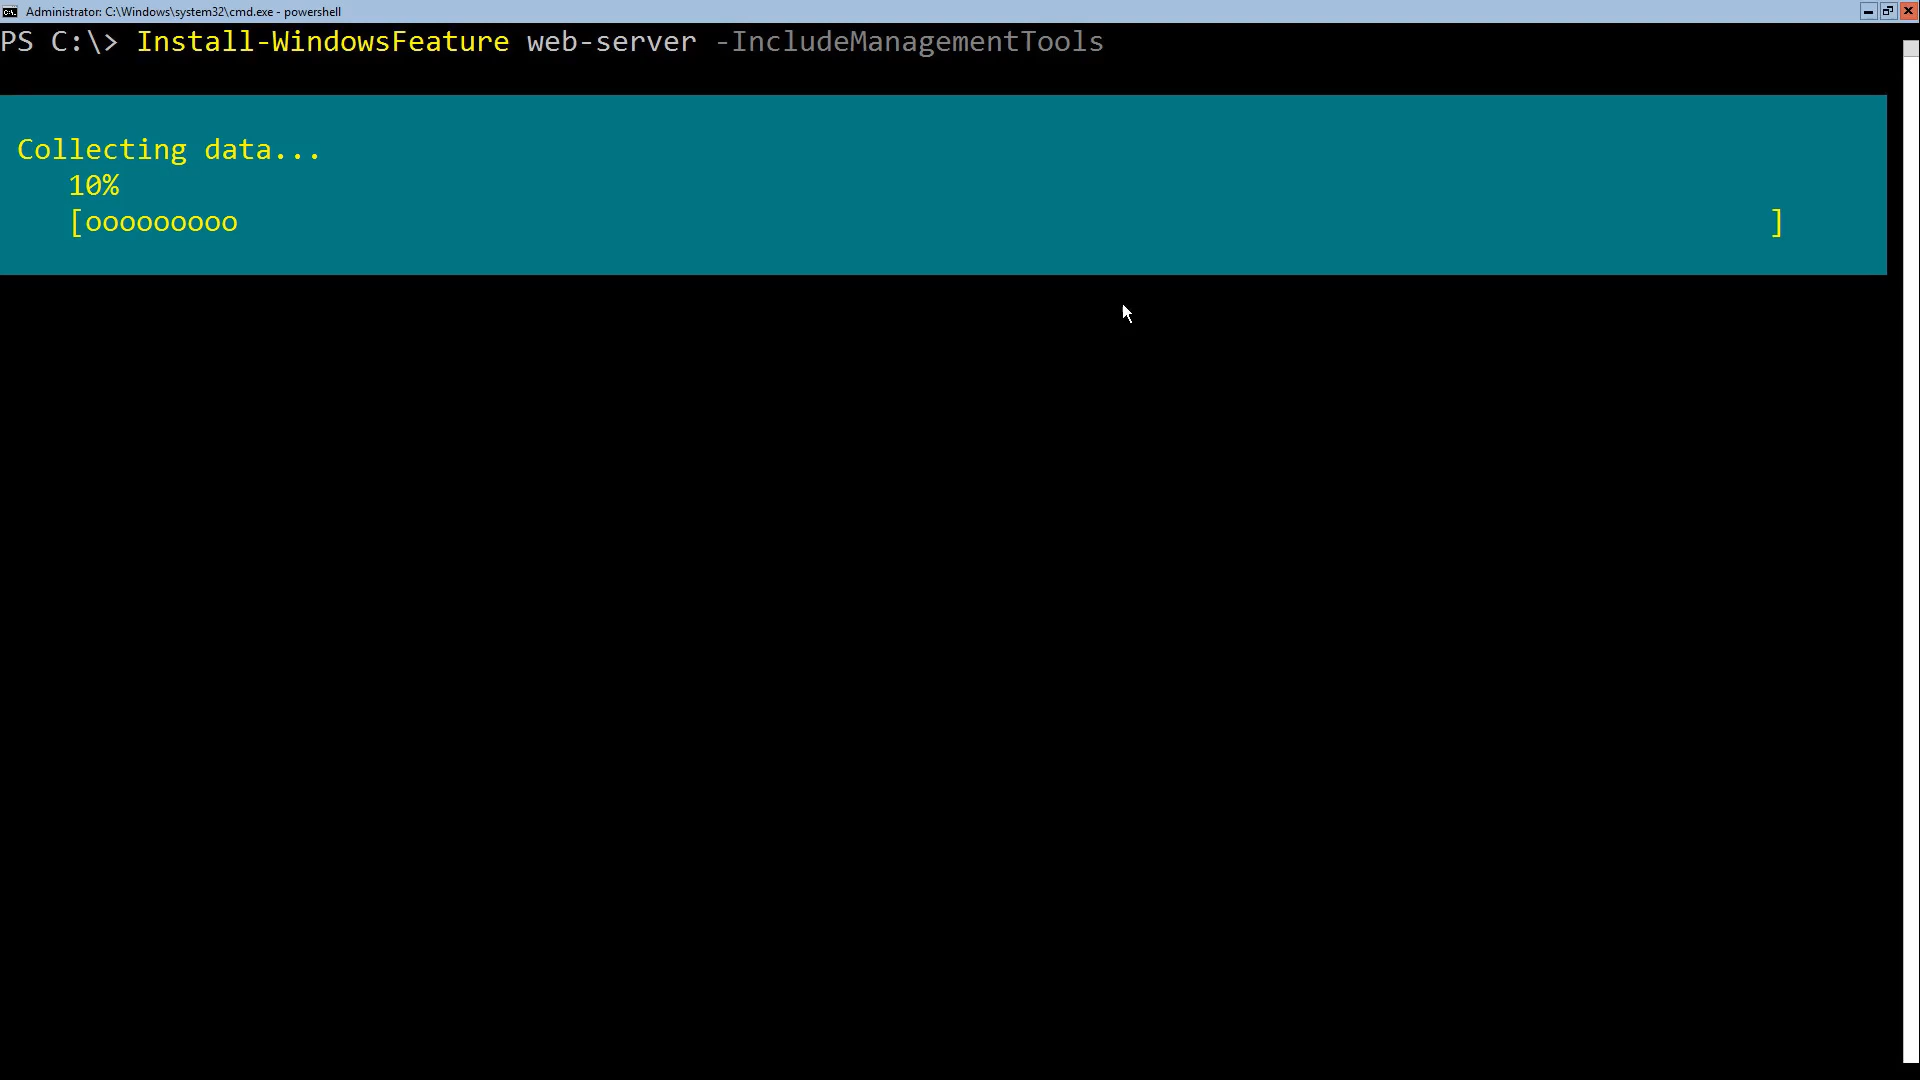 Administrator: C:\Windows\system32\cmd.exe - powershell
PS C:\> Install-WindowsFeature web-server -IncludeManagementTools
Collecting data...
10%
[ooooooooo ]